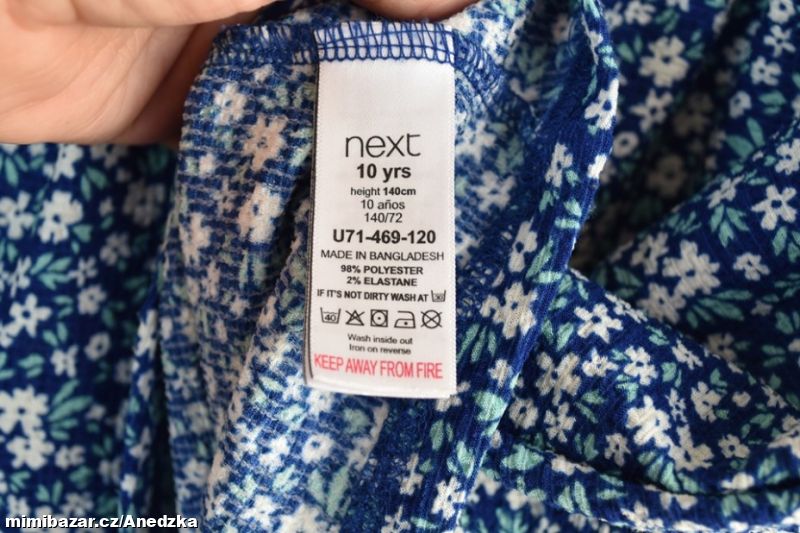 next
10 yrs
height 140cm
10 años
140/72
U71-469-120
MADE IN BANGLADESH
98% POLYESTER
2% ELASTANE
IF IT'S NOT DIRTY WASH AT 30
40
Wash inside out
Iron on reverse
KEEP AWAY FROM FIRE
mimibazar.cz/Anedzka